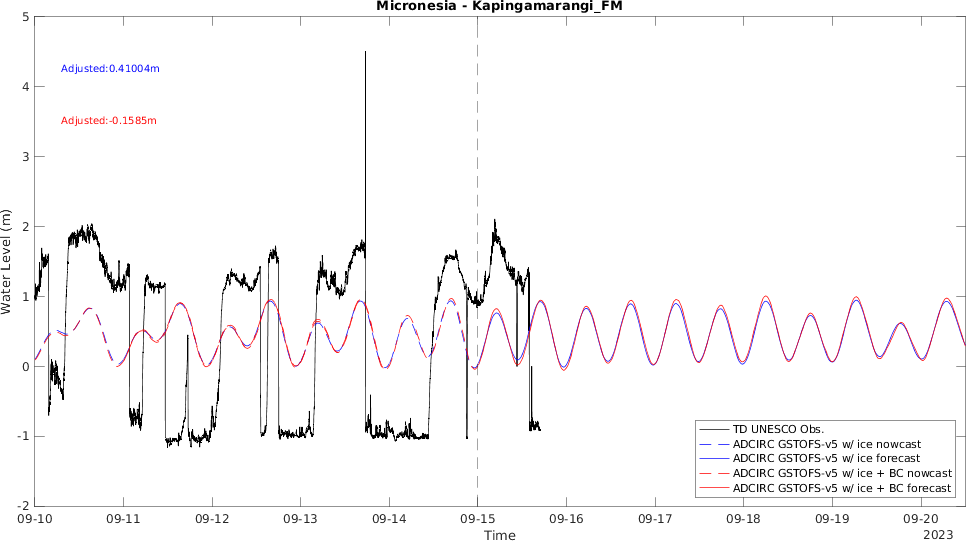 Micronesia - Kapingamarangi_FM
5
4
3
2
1
0
-1
-2
Water Level (m)
Adjusted:0.41004m
Adjusted:-0.1585m
TD UNESCO Obs.
ADCIRC GSTOFS-v5 w/ ice nowcast
ADCIRC GSTOFS-v5 w/ ice forecast
ADCIRC GSTOFS-v5 w/ ice + BC nowcast
ADCIRC GSTOFS-v5 w/ ice + BC forecast
09-10 09-11 09-12 09-13 09-14 09-15 09-16 09-17 09-18 09-19 09-20
Time
2023